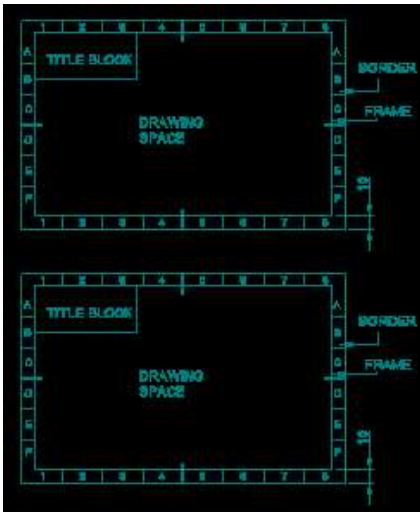 1 2 3 4 5 6 7 8
A A
TITLE BLOCK
B B
BORDER
C C
FRAME
DRAWING
SPACE
D D
E E
10
F F
1 2 3 4 5 6 7 8
1 2 3 4 5 6 7 8
A A
TITLE BLOCK
B B
BORDER
C C
FRAME
DRAWING
SPACE
D D
E E
10
F F
1 2 3 4 5 6 7 8